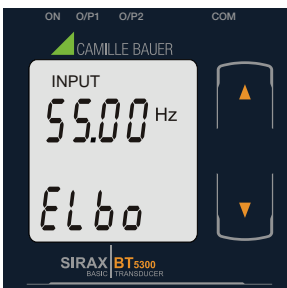 ON O/P1 O/P2 COM
CAMILLE BAUER
INPUT
55.00 Hz
ELbo
SIRAX BT5300
BASIC TRANSDUCER